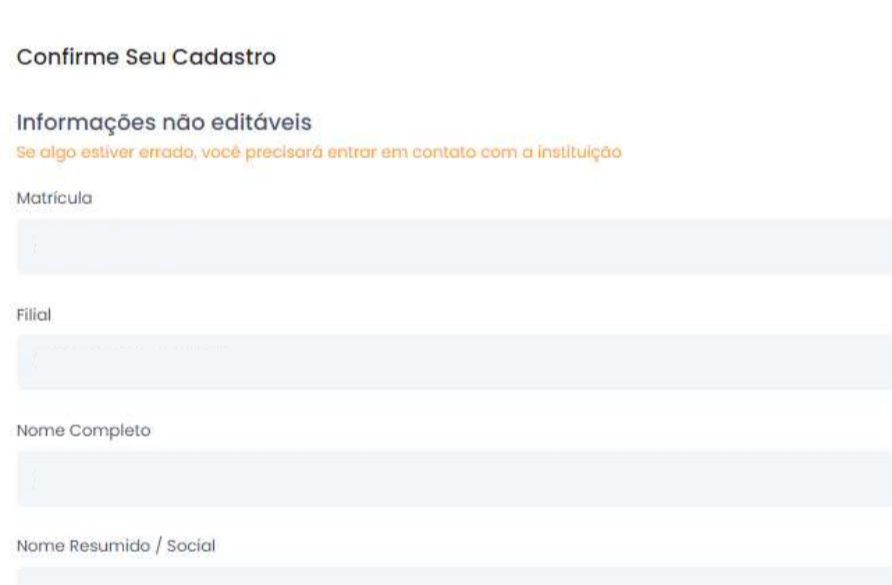 Confirme Seu Cadastro
Informações não editáveis
Se algo estiver errado, você precisará entrar em contato com a instituição
Matrícula
Filial
Nome Completo
Nome Resumido / Social